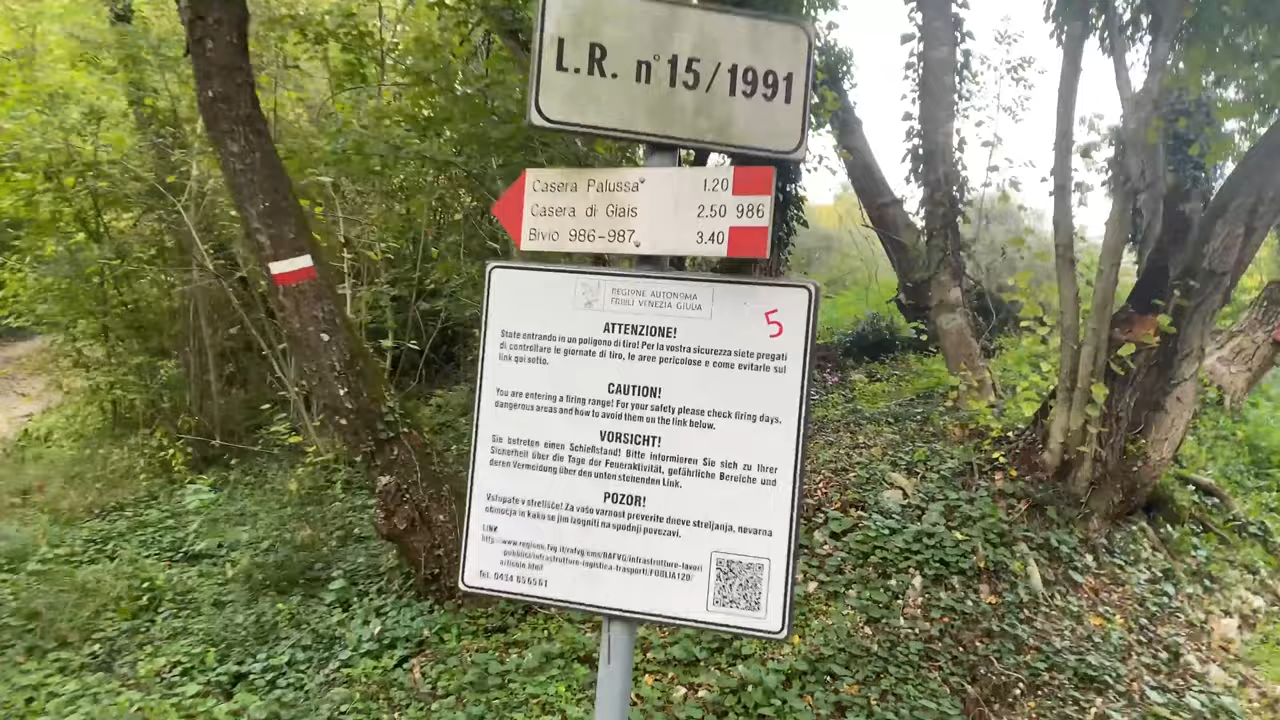 L.R. n°15/1991
Casera Palussa 1.20
Casera di Giais 2.50 986
Bivio 986-987 3.40
REGIONE AUTONOMA
FRIULI VENEZIA GIULIA
5
ATTENZIONE!
State entrando in un poligono di tiro! Per la vostra sicurezza siete pregati
di controllare le giornate di tiro, le aree pericolose e come evitarle sul
link qui sotto.
CAUTION!
You are entering a firing range! For your safety please check firing days,
dangerous areas and how to avoid them on the link below.
VORSICHT!
Sie betreten einen Schießstand! Bitte informieren Sie sich zu Ihrer
Sicherheit über die Tage der Feueraktivität, gefährliche Bereiche und
deren Vermeidung über den unten stehenden Link.
POZOR!
Vstopate v strelišče! Za vašo varnost preverite dneve streljanja, nevarna
območja in kako se jim izogniti na spodnji povezavi.
LINK
www.regione.fvg.it/rafvg/cms/RAFVG/infrastrutture-lavori
pubblici/infrastrutture-logistica-trasporti/FOGLIA120/
articolo.html
Tel. 0434